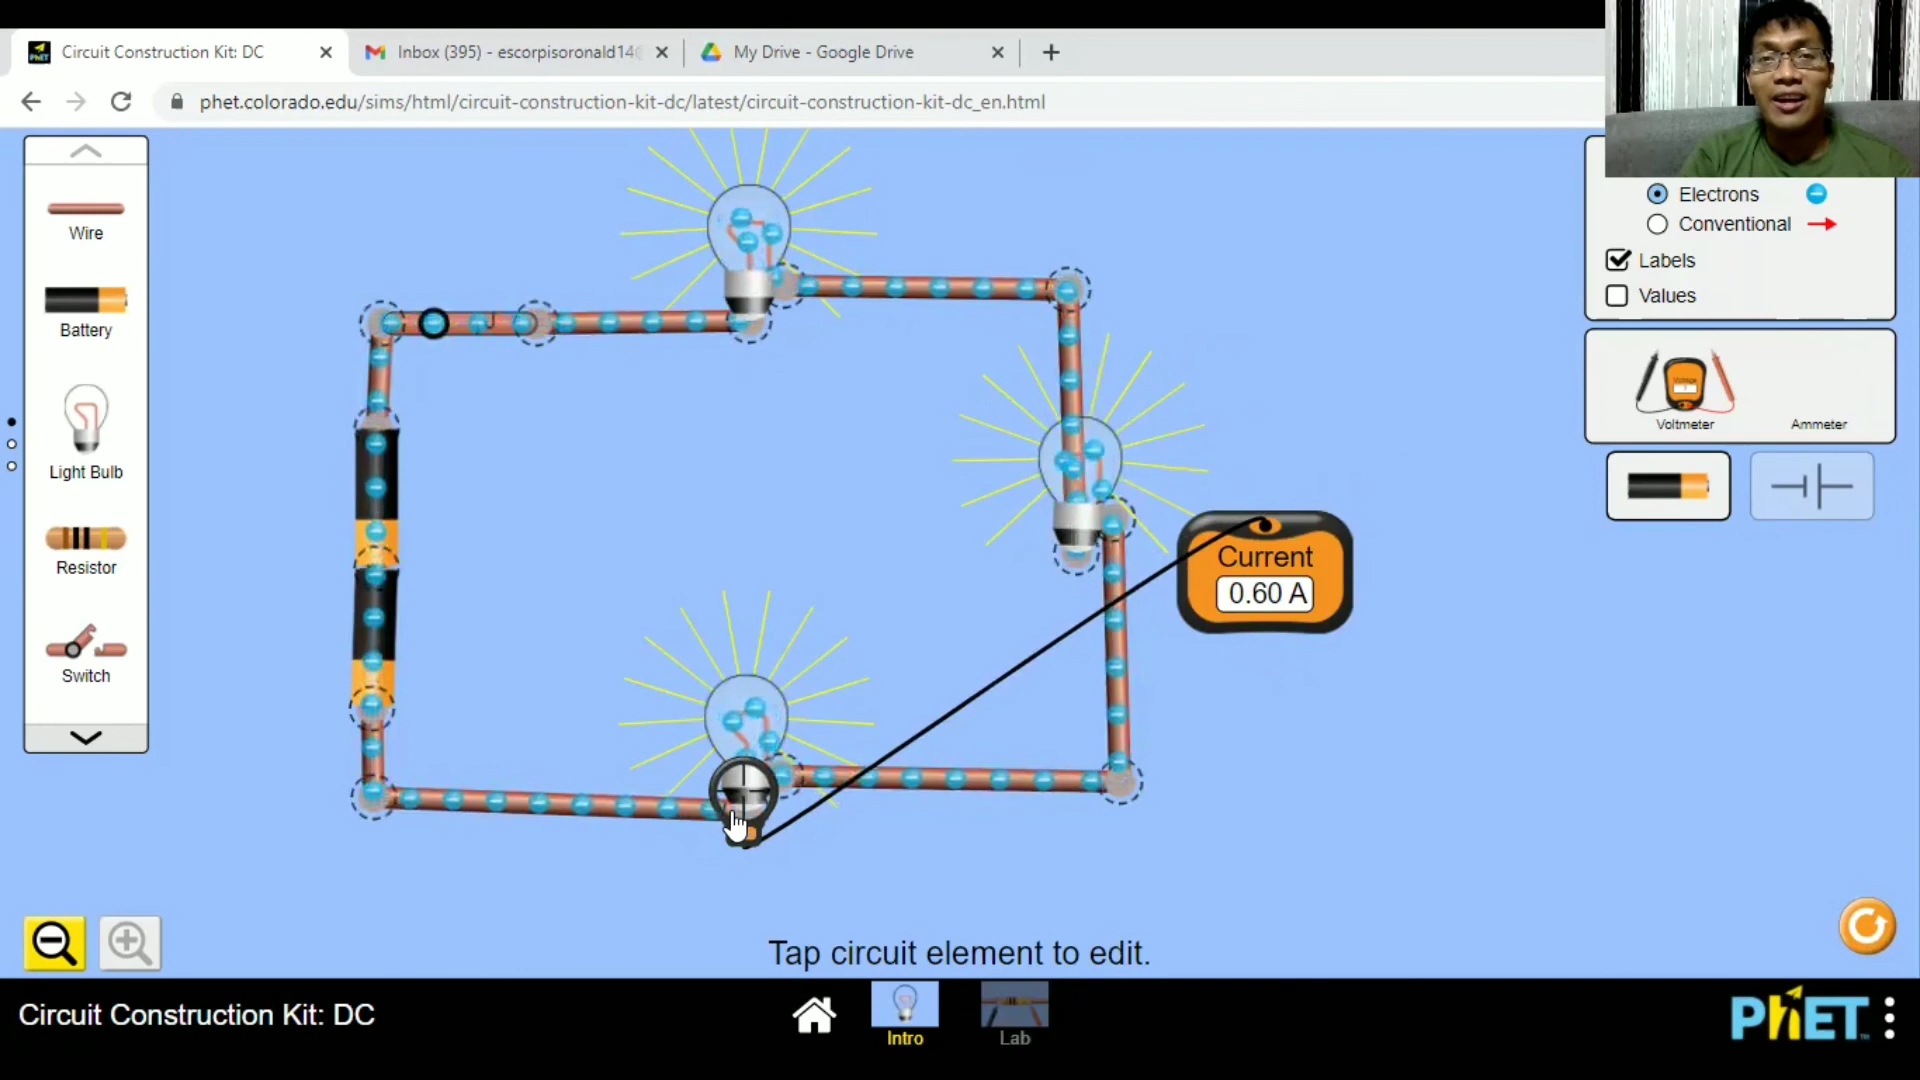 Circuit Construction Kit: DC
Inbox (395) - escorpisoronald14
My Drive - Google Drive
phet.colorado.edu/sims/html/circuit-construction-kit-dc/latest/circuit-construction-kit-dc_en.html
Wire
Battery
Light Bulb
Resistor
Switch
Electrons
Conventional
Labels
Values
Voltmeter
Ammeter
Current
0.60 A
Tap circuit element to edit.
Circuit Construction Kit: DC
Intro
Lab
PhET